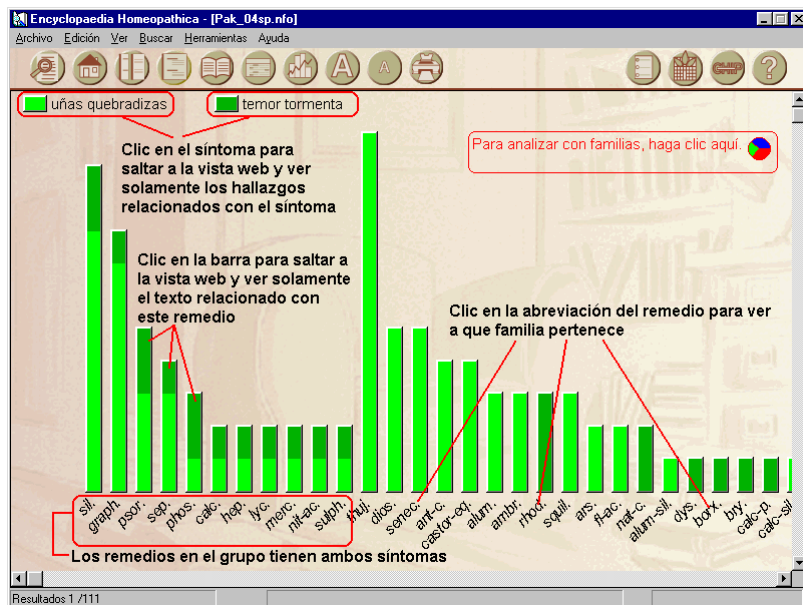 Encyclopaedia Homeopathica - [Pak_04sp.nfo]
Archivo Edición Ver Buscar Herramientas Ayuda
A A CHIP ?
uñas quebradizas temor tormenta
Para analizar con familias, haga clic aquí.
Clic en el síntoma para
saltar a la vista web y ver
solamente los hallazgos
relacionados con el síntoma
Clic en la barra para saltar a
la vista web y ver solamente
el texto relacionado con
este remedio
Clic en la abreviación del remedio para ver
a que familia pertenece
sil. graph. psor. sep. phos. calc. hep. lyc. merc. nit-ac. sulph. thuj. dios. senec. ant-c. castor-eq. alum. ambr. rhod. squil. ars. fl-ac. nat-c. alum-sil. dys. borx. bry. calc-p. calc-sil
Los remedios en el grupo tienen ambos síntomas
Resultados 1 /111